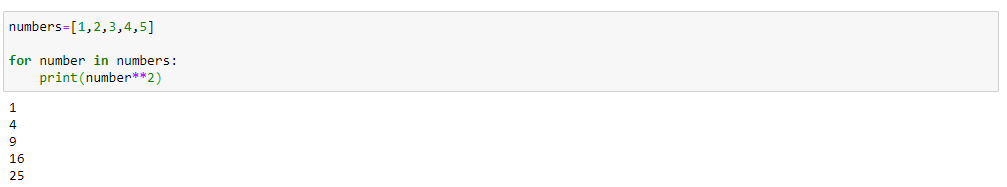 numbers=[1,2,3,4,5]
for number in numbers:
    print(number**2)
1
4
9
16
25